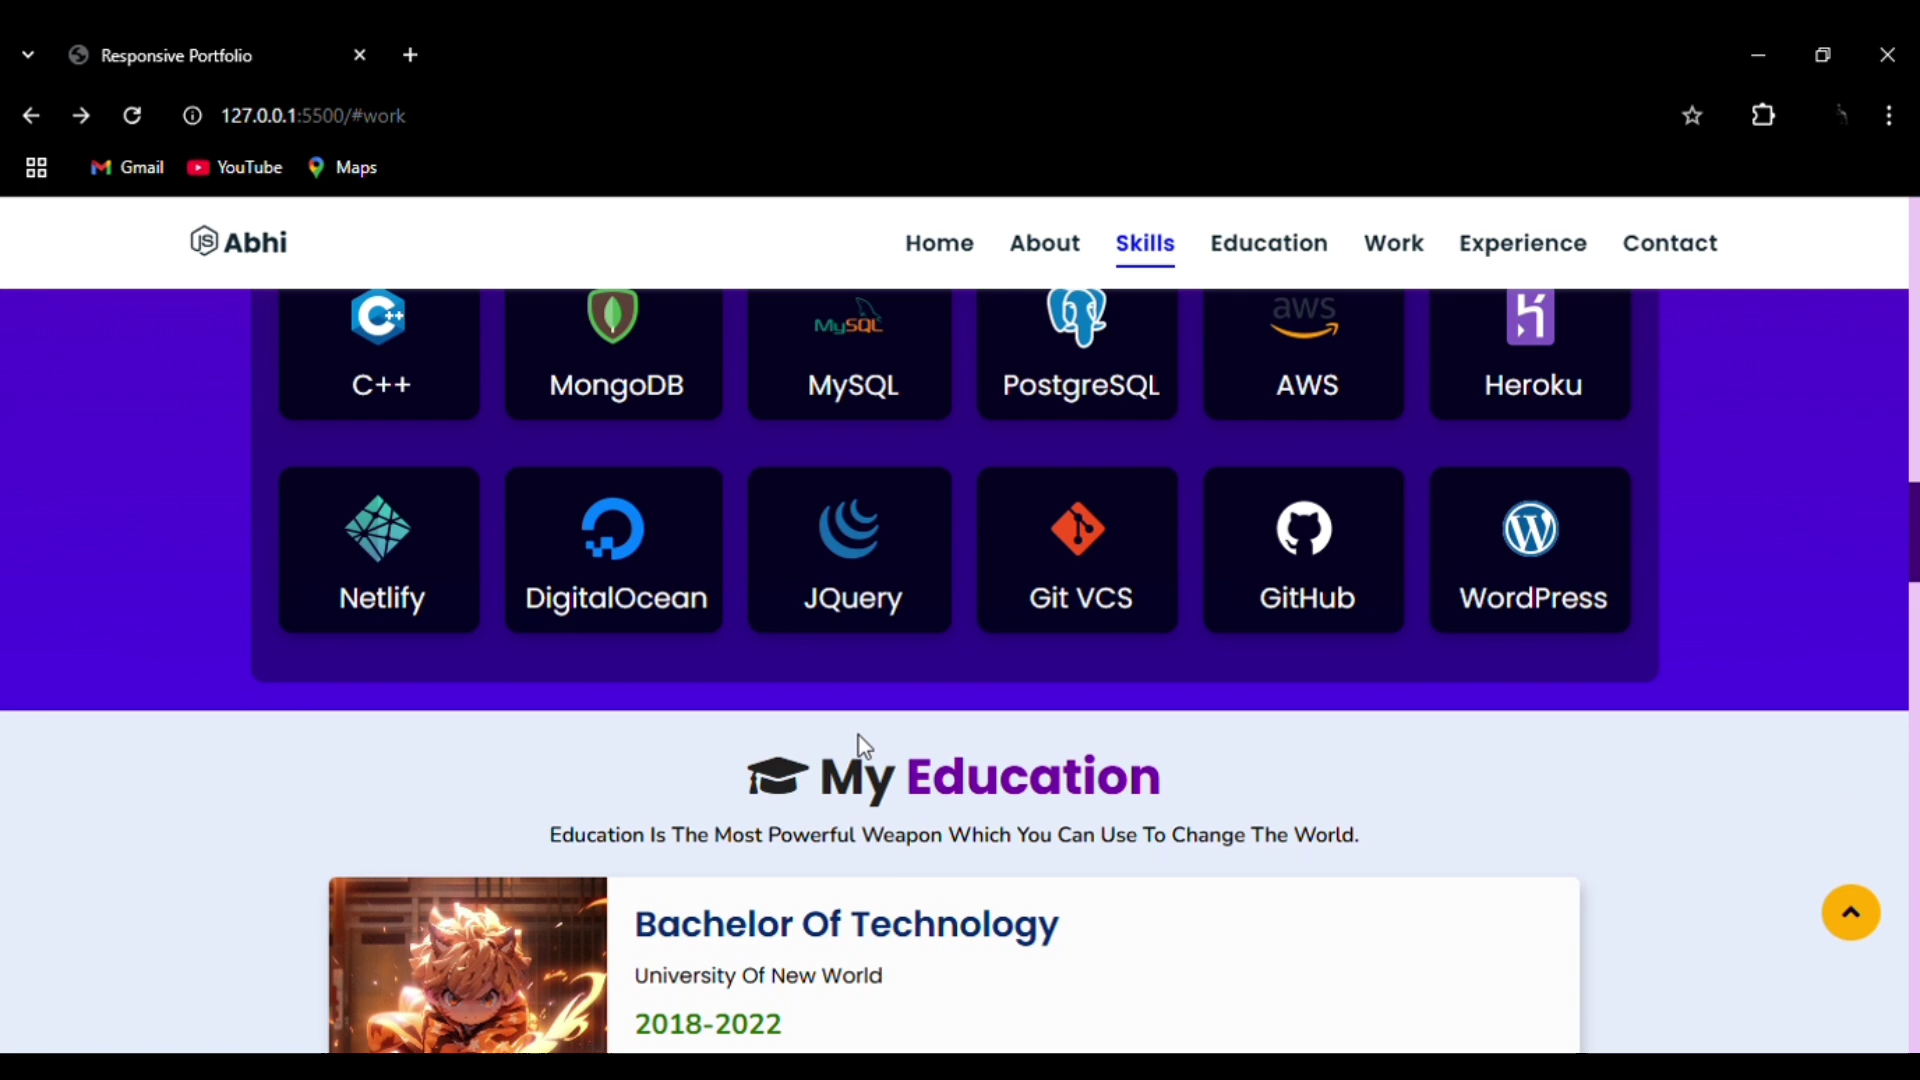 Responsive Portfolio
127.0.0.1:5500/#work
Gmail YouTube Maps
JS Abhi Home About Skills Education Work Experience Contact
C++ MySQL aws
C++ MongoDB MySQL PostgreSQL AWS Heroku
Netlify DigitalOcean JQuery Git VCS GitHub WordPress
My Education
Education Is The Most Powerful Weapon Which You Can Use To Change The World.
Bachelor Of Technology
University Of New World
2018-2022